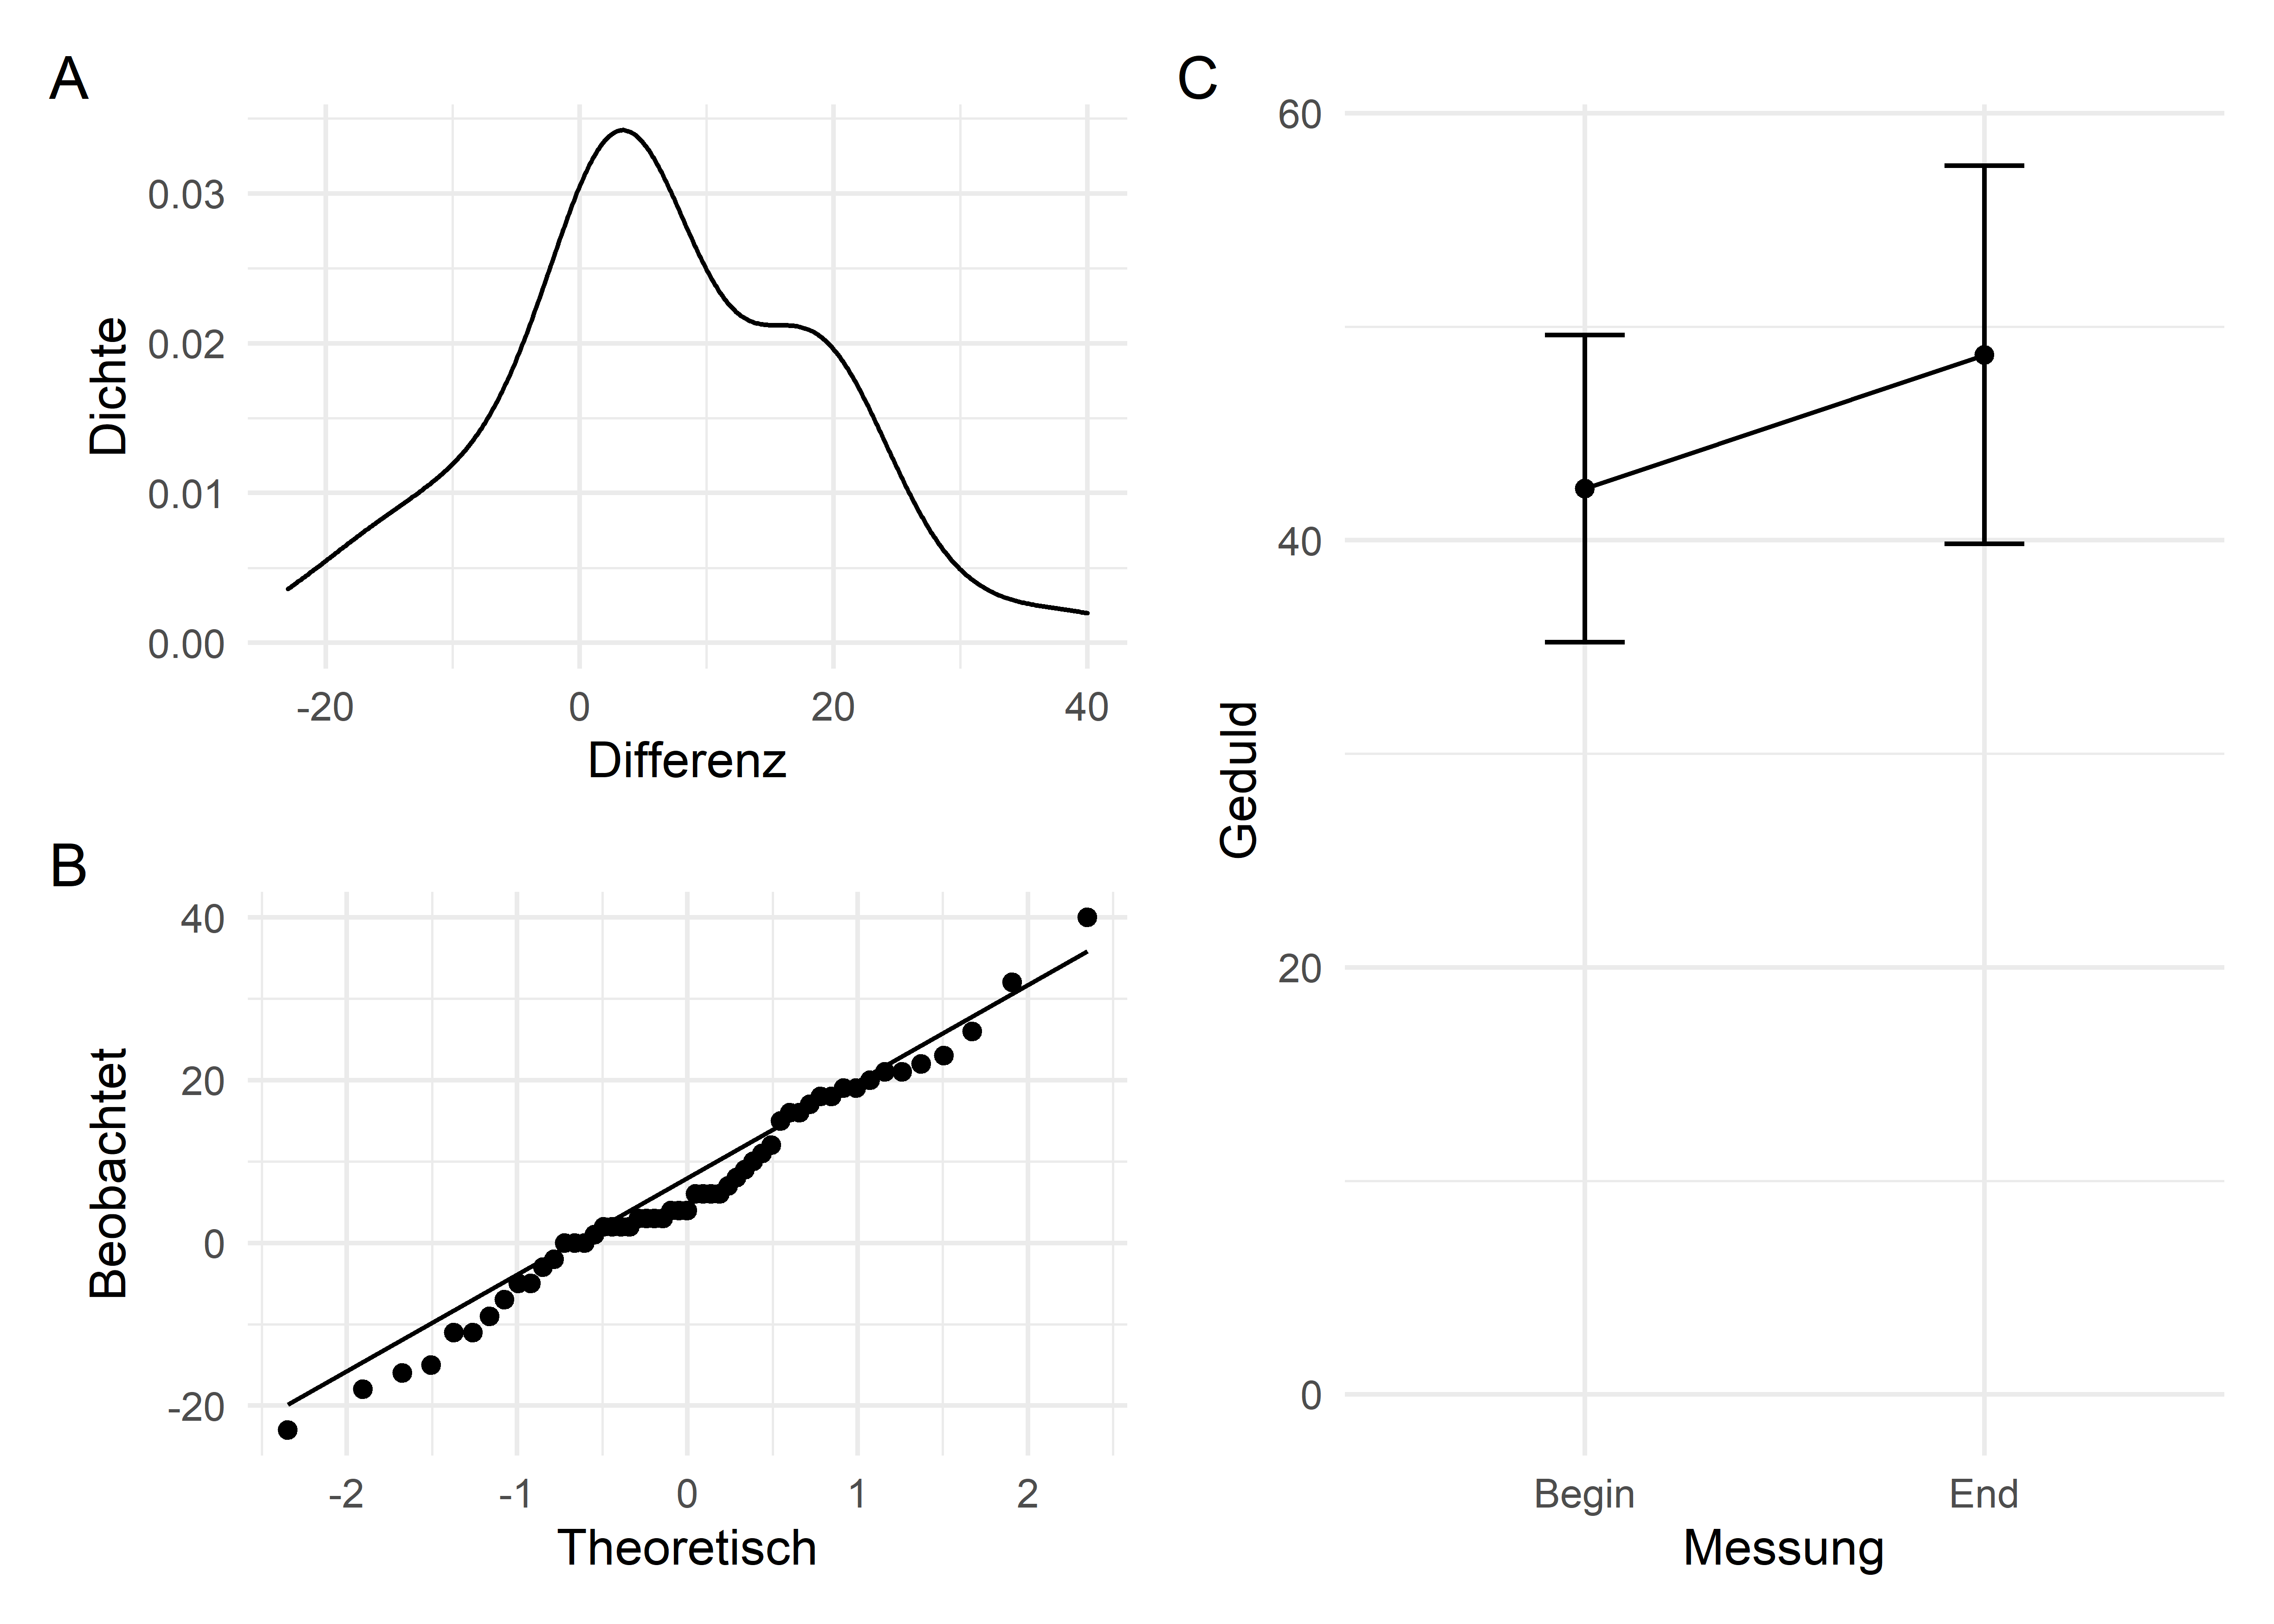 A
Dichte
0.03
0.02
0.01
0.00
-20 0 20 40
Differenz
B
Beobachtet
40
20
0
-20
-2 -1 0 1 2
Theoretisch
C
Geduld
60
40
20
0
Begin End
Messung